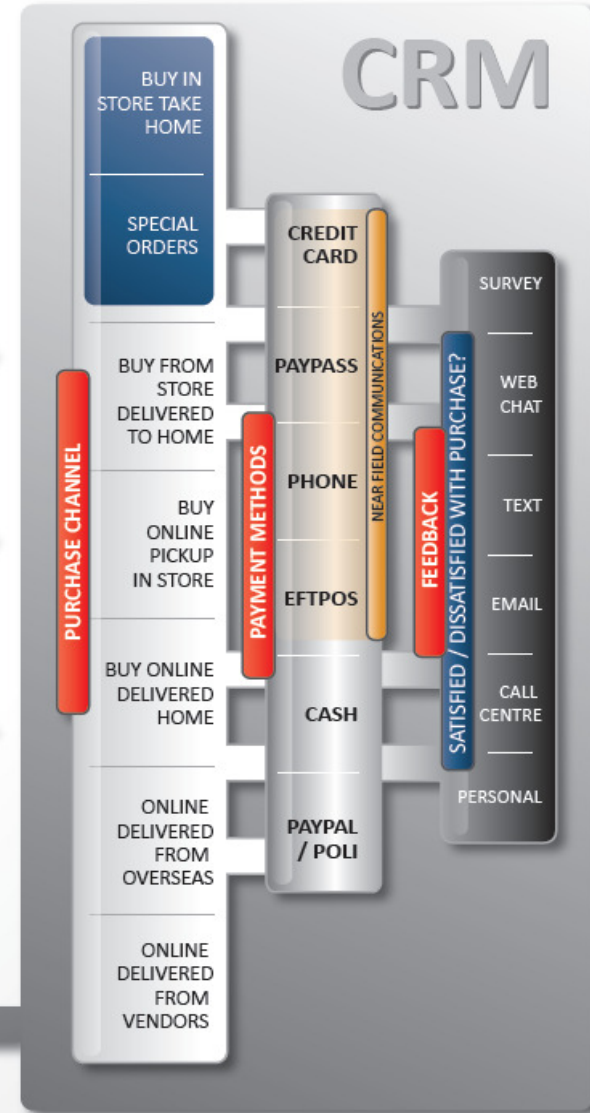 CRM
PURCHASE CHANNEL
BUY IN
STORE TAKE
HOME
SPECIAL
ORDERS
BUY FROM
STORE
DELIVERED
TO HOME
BUY
ONLINE
PICKUP
IN STORE
BUY ONLINE
DELIVERED
HOME
ONLINE
DELIVERED
FROM
OVERSEAS
ONLINE
DELIVERED
FROM
VENDORS
PAYMENT METHODS
CREDIT
CARD
PAYPASS
PHONE
EFTPOS
CASH
PAYPAL
/ POLI
NEAR FIELD COMMUNICATIONS
FEEDBACK
SATISFIED / DISSATISFIED WITH PURCHASE?
SURVEY
WEB
CHAT
TEXT
EMAIL
CALL
CENTRE
PERSONAL